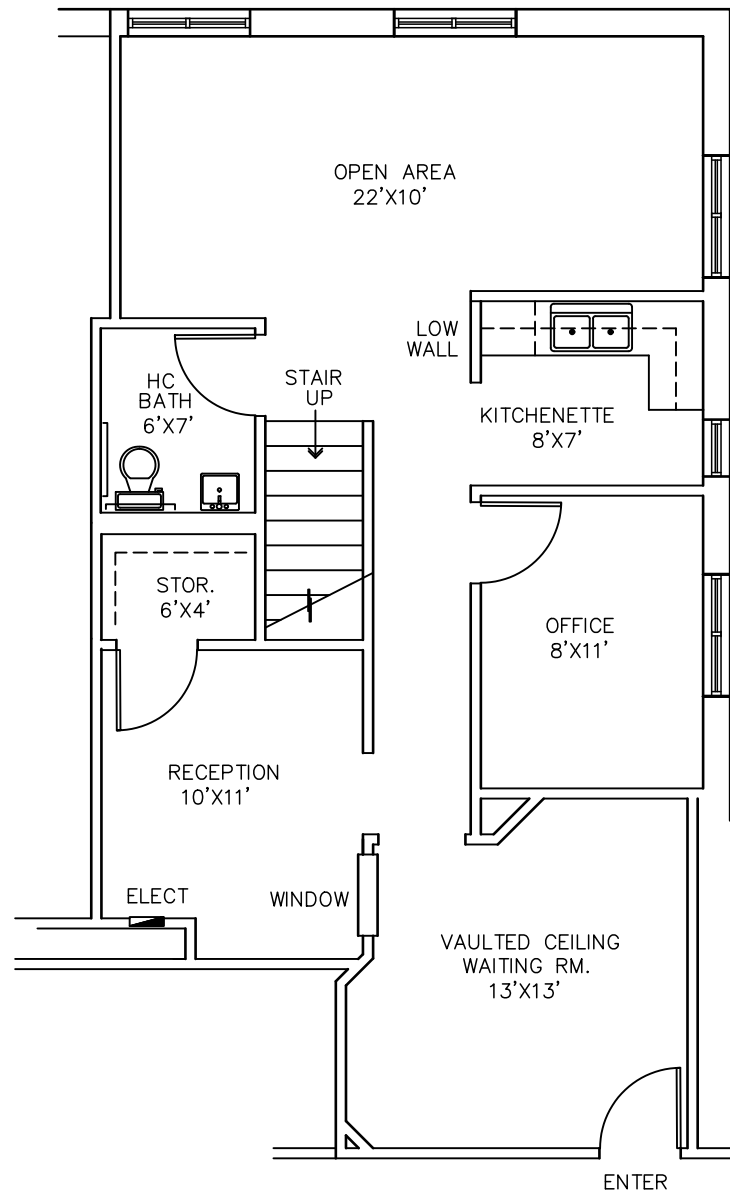 OPEN AREA
22'X10'
LOW
WALL
HC
BATH
6'X7'
STAIR
UP
KITCHENETTE
8'X7'
STOR.
6'X4'
OFFICE
8'X11'
RECEPTION
10'X11'
ELECT
WINDOW
VAULTED CEILING
WAITING RM.
13'X13'
ENTER